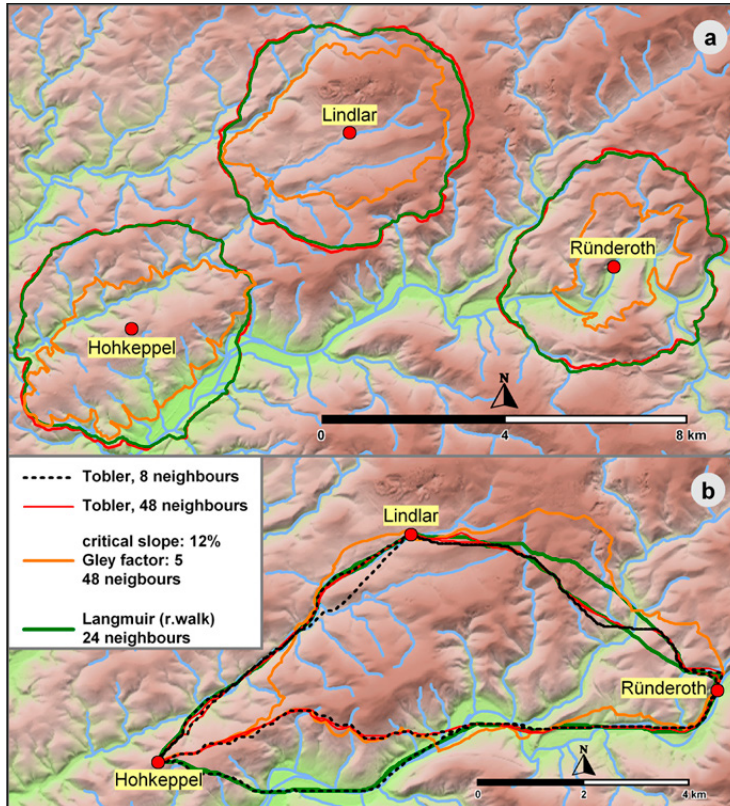 a
Lindlar
Ründeroth
Hohkeppel
N
0 4 8 km
Tobler, 8 neighbours
Tobler, 48 neighbours
critical slope: 12%
Gley factor: 5
48 neigbours
Langmuir (r.walk)
24 neighbours
b
Lindlar
Ründeroth
Hohkeppel
N
0 2 4 km